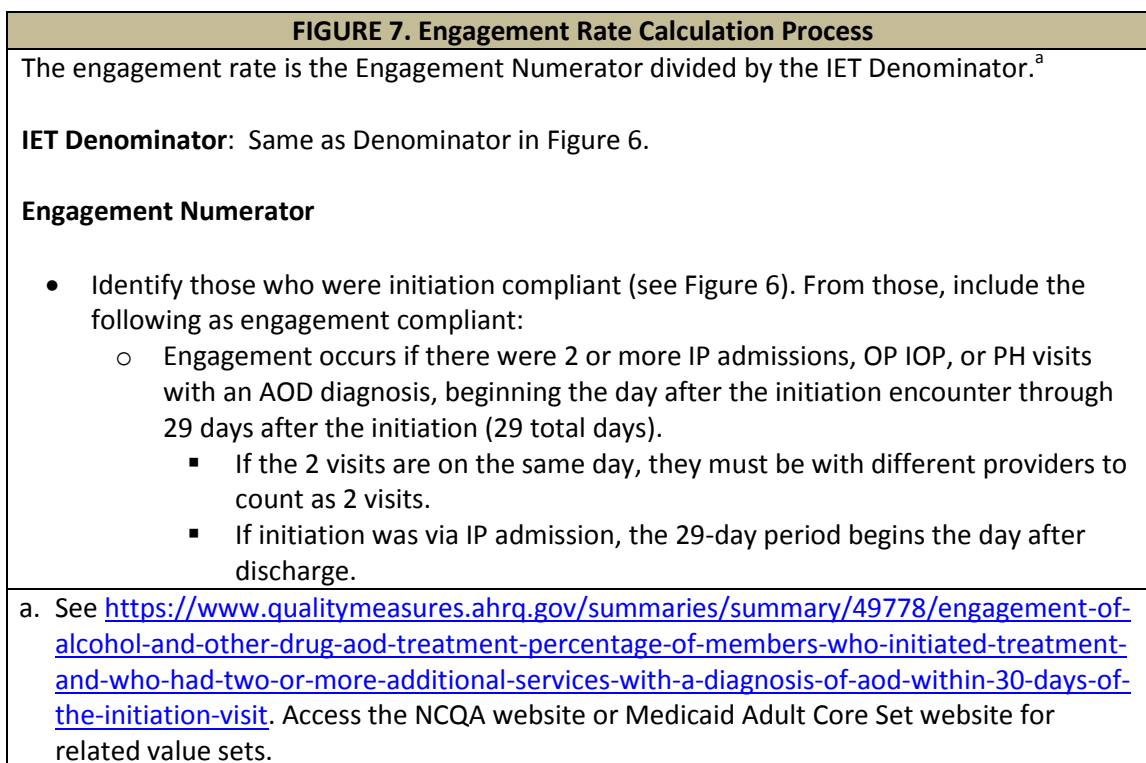 FIGURE 7. Engagement Rate Calculation Process
The engagement rate is the Engagement Numerator divided by the IET Denominator.a
IET Denominator: Same as Denominator in Figure 6.
Engagement Numerator
• Identify those who were initiation compliant (see Figure 6). From those, include the
following as engagement compliant:
o Engagement occurs if there were 2 or more IP admissions, OP IOP, or PH visits
with an AOD diagnosis, beginning the day after the initiation encounter through
29 days after the initiation (29 total days).
▪ If the 2 visits are on the same day, they must be with different providers to
count as 2 visits.
▪ If initiation was via IP admission, the 29-day period begins the day after
discharge.
a. See https://www.qualitymeasures.ahrq.gov/summaries/summary/49778/engagement-of-
alcohol-and-other-drug-aod-treatment-percentage-of-members-who-initiated-treatment-
and-who-had-two-or-more-additional-services-with-a-diagnosis-of-aod-within-30-days-of-
the-initiation-visit. Access the NCQA website or Medicaid Adult Core Set website for
related value sets.